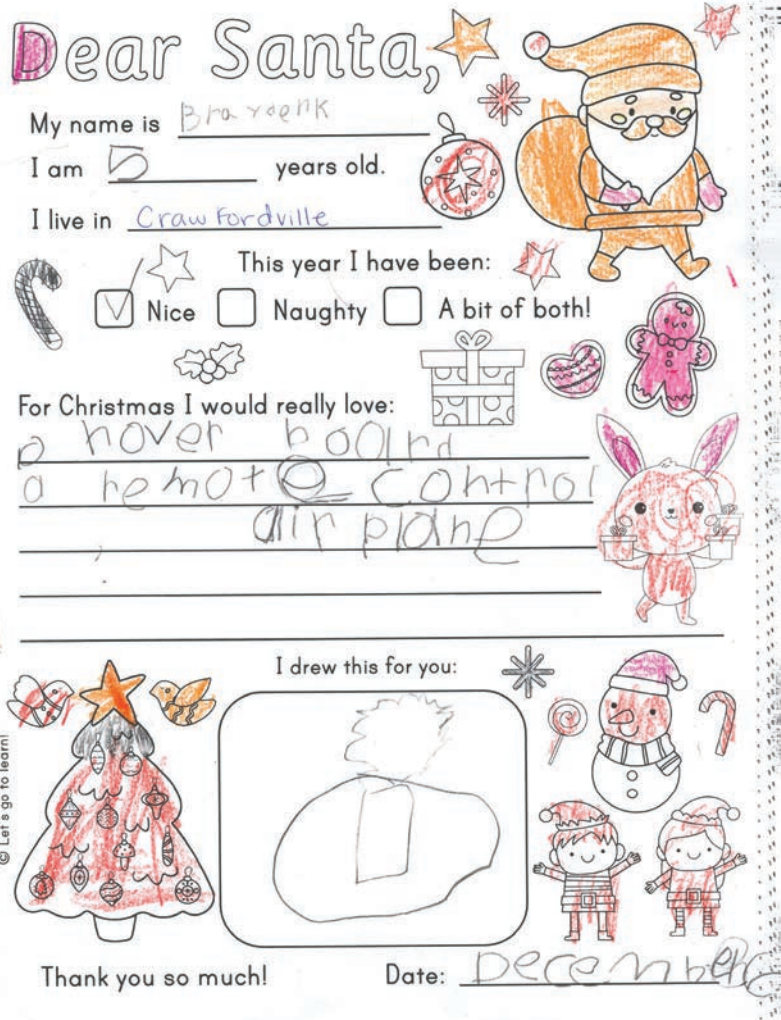 Dear Santa,
My name is Braydenk
I am 5 years old.
I live in Crawfordville
This year I have been:
Nice Naughty A bit of both!
For Christmas I would really love:
a hover board
a remote control
air plane
I drew this for you:
© Let's go to learn!
Thank you so much! Date: December